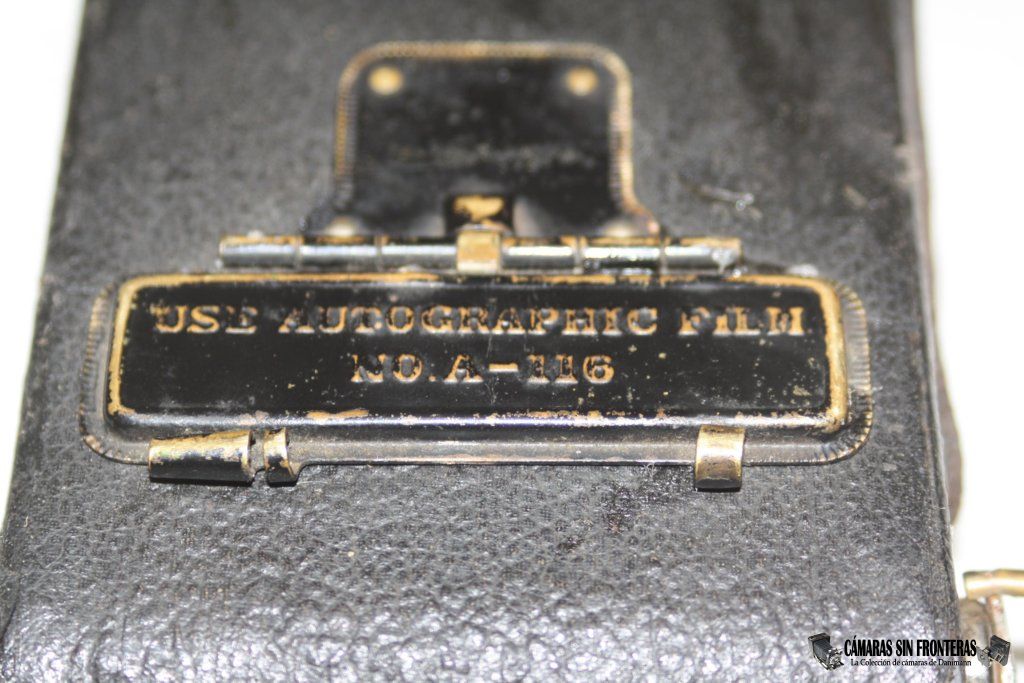 USE AUTOGRAPHIC FILM
NO. A-116
CÁMARAS SIN FRONTERAS
La Colección de cámaras de Danimann